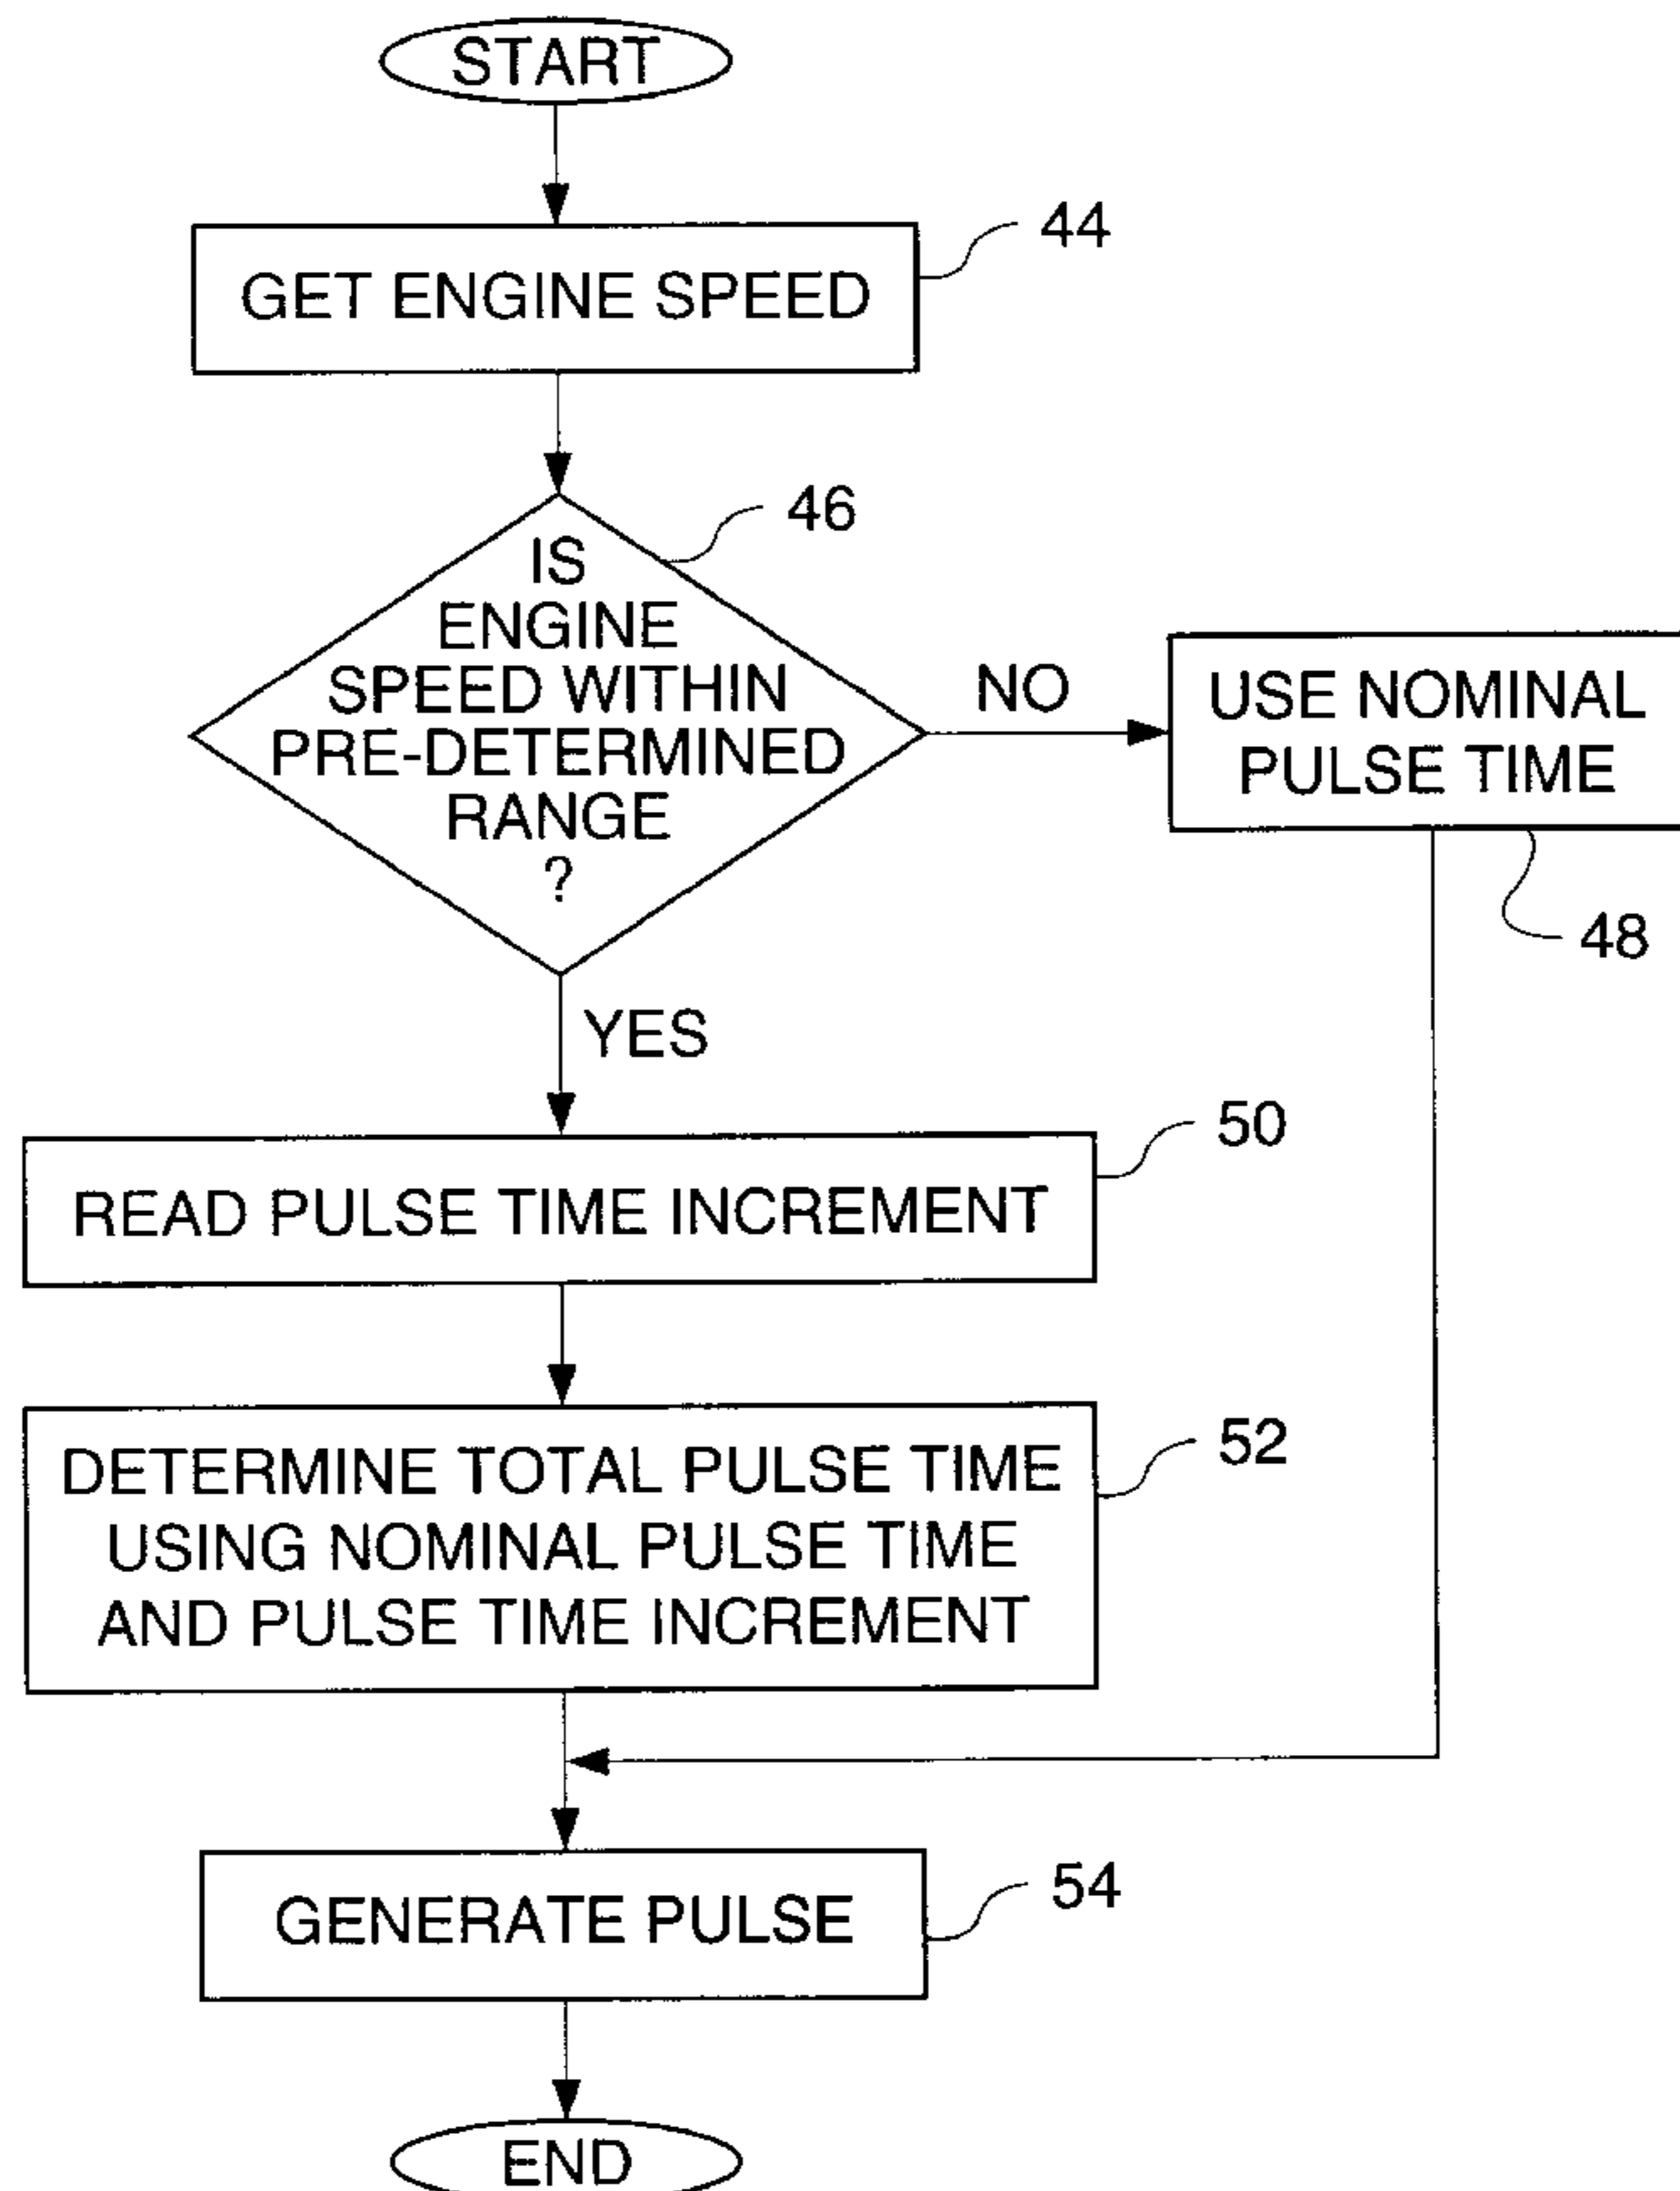 START
44
GET ENGINE SPEED
46
IS
ENGINE
SPEED WITHIN
PRE-DETERMINED
RANGE
?
NO
USE NOMINAL
PULSE TIME
48
YES
50
READ PULSE TIME INCREMENT
52
DETERMINE TOTAL PULSE TIME
USING NOMINAL PULSE TIME
AND PULSE TIME INCREMENT
54
GENERATE PULSE
END